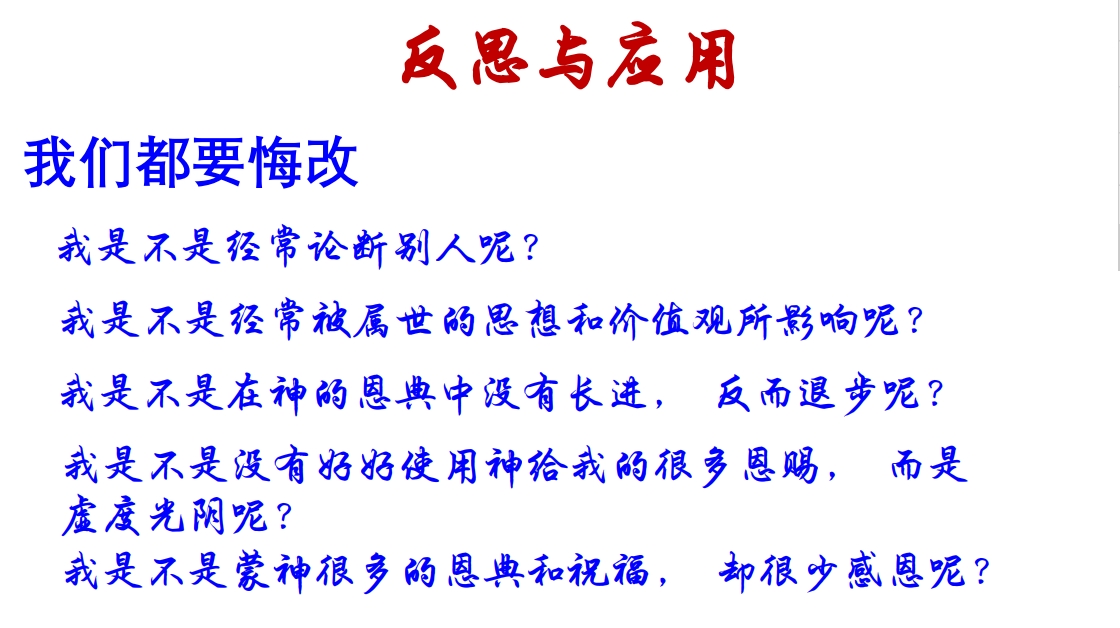 反思与应用
我们都要悔改
我是不是经常论断别人呢？
我是不是经常被属世的思想和价值观所影响呢？
我是不是在神的恩典中没有长进， 反而退步呢？
我是不是没有好好使用神给我的很多恩赐， 而是
虚度光阴呢？
我是不是蒙神很多的恩典和祝福， 却很少感恩呢？